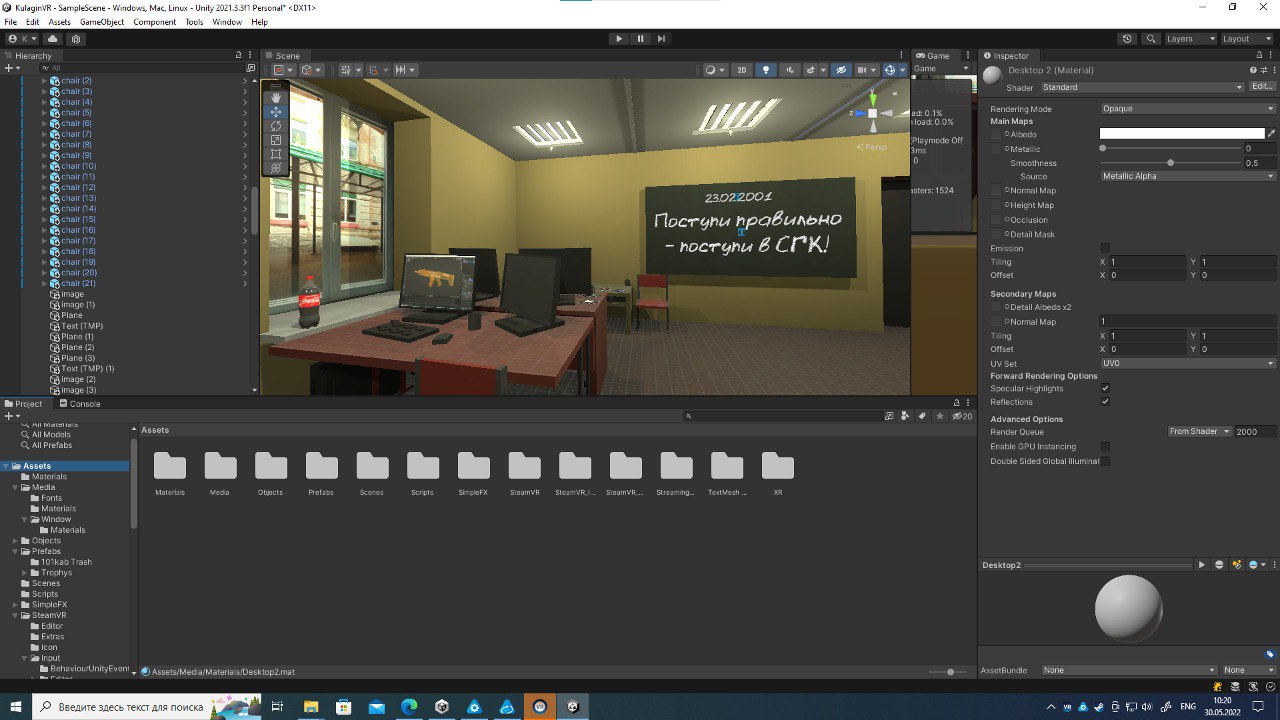 KulaginVR - SampleScene - Windows, Mac, Linux - Unity 2021.3.3f1 Personal* <DX11>
File Edit Assets GameObject Component Tools Window Help
K Layers Layout
Hierarchy
All
chair (2)
chair (3)
chair (4)
chair (5)
chair (6)
chair (7)
chair (8)
chair (9)
chair (10)
chair (11)
chair (12)
chair (13)
chair (14)
chair (15)
chair (16)
chair (17)
chair (18)
chair (19)
chair (20)
chair (21)
image
image (1)
Plane
Text (TMP)
Plane (1)
Plane (2)
Plane (3)
Text (TMP) (1)
image (2)
image (3)
Scene
2D
Persp
Поступи правильно
- поступи в СГК!
Coca-Cola
Game
Game
ad: 0.1%
load: 0.0%
(Playmode Off
3ms
0
asters: 1524
Inspector
Desktop 2 (Material)
Shader Standard Edit...
Rendering Mode Opaque
Main Maps
Albedo
Metallic 0
Smoothness 0.5
Source Metallic Alpha
Normal Map
Height Map
Occlusion
Detail Mask
Emission
Tiling X 1 Y 1
Offset X 0 Y 0
Secondary Maps
Detail Albedo x2
Normal Map 1
Tiling X 1 Y 1
Offset X 0 Y 0
UV Set UV0
Forward Rendering Options
Specular Highlights
Reflections
Advanced Options
Render Queue From Shader 2000
Enable GPU Instancing
Double Sided Global Illuminat
Desktop2
AssetBundle None None
Project Console
20
All Materials
All Models
All Prefabs
Assets
Materials
Media
Fonts
Materials
Window
Materials
Objects
Prefabs
101kab Trash
Trophys
Scenes
Scripts
SimpleFX
SteamVR
Editor
Extras
Icon
Input
BehaviourUnityEvent
Editor
Assets
Materials Media Objects Prefabs Scenes Scripts SimpleFX SteamVR SteamVR_I... SteamVR_... Streaming... TextMesh ... XR
Assets/Media/Materials/Desktop2.mat
Введите здесь текст для поиска
VR
10:20
30.05.2022